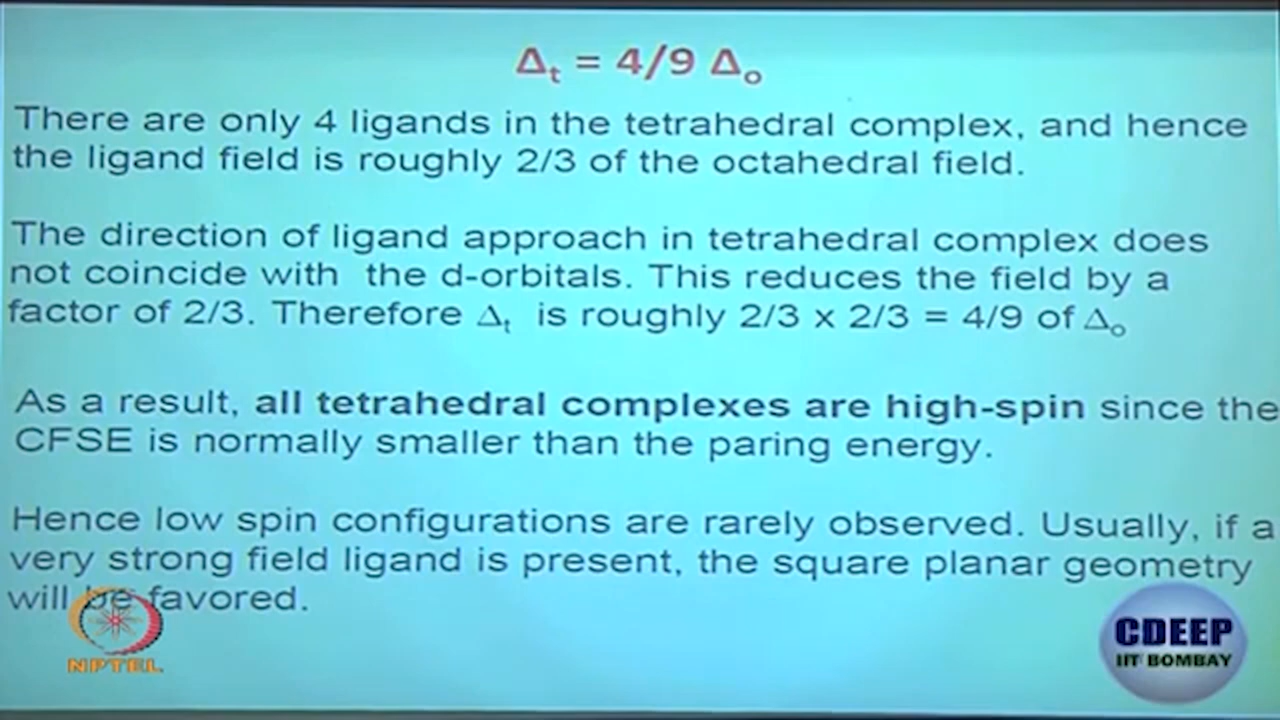 Δt = 4/9 Δo
There are only 4 ligands in the tetrahedral complex, and hence
the ligand field is roughly 2/3 of the octahedral field.
The direction of ligand approach in tetrahedral complex does
not coincide with the d-orbitals. This reduces the field by a
factor of 2/3. Therefore Δt is roughly 2/3 x 2/3 = 4/9 of Δo
As a result, all tetrahedral complexes are high-spin since the
CFSE is normally smaller than the paring energy.
Hence low spin configurations are rarely observed. Usually, if a
very strong field ligand is present, the square planar geometry
will be favored.
NPTEL
CDEEP
IIT BOMBAY